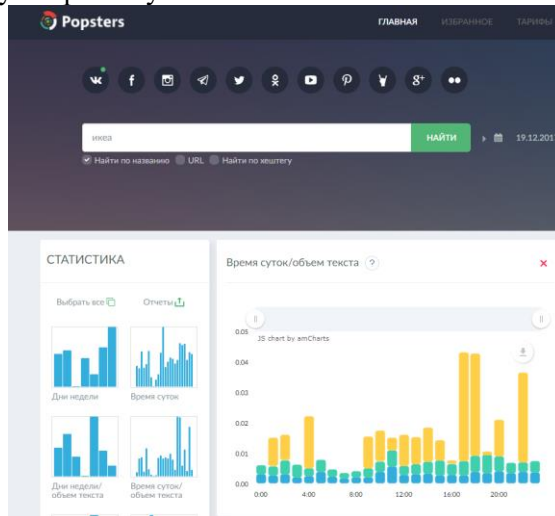 Popsters
ГЛАВНАЯ ИЗБРАННОЕ ТАРИФЫ
икеа НАЙТИ 19.12.201
Найти по названию URL Найти по хештегу
СТАТИСТИКА
Выбрать все Отчеты
Дни недели Время суток
Дни недели/ Время суток/
объем текста объем текста
Время суток/объем текста ?
JS chart by amCharts
0.05
0.04
0.03
0.02
0.01
0.00
0:00 4:00 8:00 12:00 16:00 20:00